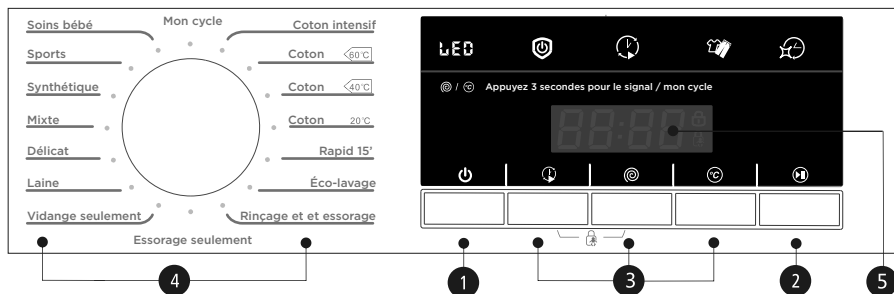 Mon cycle
Soins bébé
Sports
Synthétique
Mixte
Délicat
Laine
Vidange seulement
Essorage seulement
Coton intensif
Coton 60℃
Coton 40℃
Coton 20℃
Rapid 15'
Éco-lavage
Rinçage et et essorage
LED
/ ℃ Appuyez 3 secondes pour le signal / mon cycle
88:80
℃
4
1
3
2
5